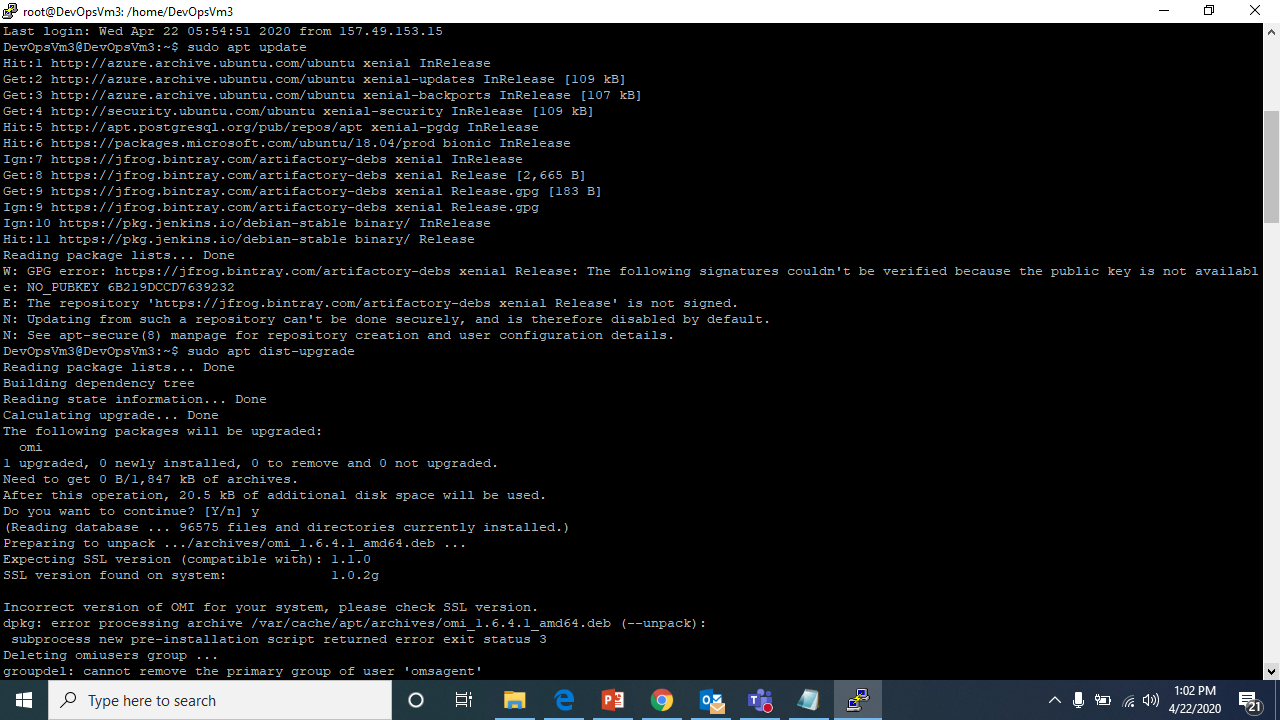 root@DevOpsVm3: /home/DevOpsVm3
Last login: Wed Apr 22 05:54:51 2020 from 157.49.153.15
DevOpsVm3@DevOpsVm3:~$ sudo apt update
Hit:1 http://azure.archive.ubuntu.com/ubuntu xenial InRelease
Get:2 http://azure.archive.ubuntu.com/ubuntu xenial-updates InRelease [109 kB]
Get:3 http://azure.archive.ubuntu.com/ubuntu xenial-backports InRelease [107 kB]
Get:4 http://security.ubuntu.com/ubuntu xenial-security InRelease [109 kB]
Hit:5 http://apt.postgresql.org/pub/repos/apt xenial-pgdg InRelease
Hit:6 https://packages.microsoft.com/ubuntu/18.04/prod bionic InRelease
Ign:7 https://jfrog.bintray.com/artifactory-debs xenial InRelease
Get:8 https://jfrog.bintray.com/artifactory-debs xenial Release [2,665 B]
Get:9 https://jfrog.bintray.com/artifactory-debs xenial Release.gpg [183 B]
Ign:9 https://jfrog.bintray.com/artifactory-debs xenial Release.gpg
Ign:10 https://pkg.jenkins.io/debian-stable binary/ InRelease
Hit:11 https://pkg.jenkins.io/debian-stable binary/ Release
Reading package lists... Done
W: GPG error: https://jfrog.bintray.com/artifactory-debs xenial Release: The following signatures couldn't be verified because the public key is not availabl
e: NO_PUBKEY 6B219DCCD7639232
E: The repository 'https://jfrog.bintray.com/artifactory-debs xenial Release' is not signed.
N: Updating from such a repository can't be done securely, and is therefore disabled by default.
N: See apt-secure(8) manpage for repository creation and user configuration details.
DevOpsVm3@DevOpsVm3:~$ sudo apt dist-upgrade
Reading package lists... Done
Building dependency tree
Reading state information... Done
Calculating upgrade... Done
The following packages will be upgraded:
omi
1 upgraded, 0 newly installed, 0 to remove and 0 not upgraded.
Need to get 0 B/1,847 kB of archives.
After this operation, 20.5 kB of additional disk space will be used.
Do you want to continue? [Y/n] y
(Reading database ... 96575 files and directories currently installed.)
Preparing to unpack .../archives/omi_1.6.4.1_amd64.deb ...
Expecting SSL version (compatible with): 1.1.0
SSL version found on system: 1.0.2g
Incorrect version of OMI for your system, please check SSL version.
dpkg: error processing archive /var/cache/apt/archives/omi_1.6.4.1_amd64.deb (--unpack):
subprocess new pre-installation script returned error exit status 3
Deleting omiusers group ...
groupdel: cannot remove the primary group of user 'omsagent'
Type here to search
1:02 PM
4/22/2020
21